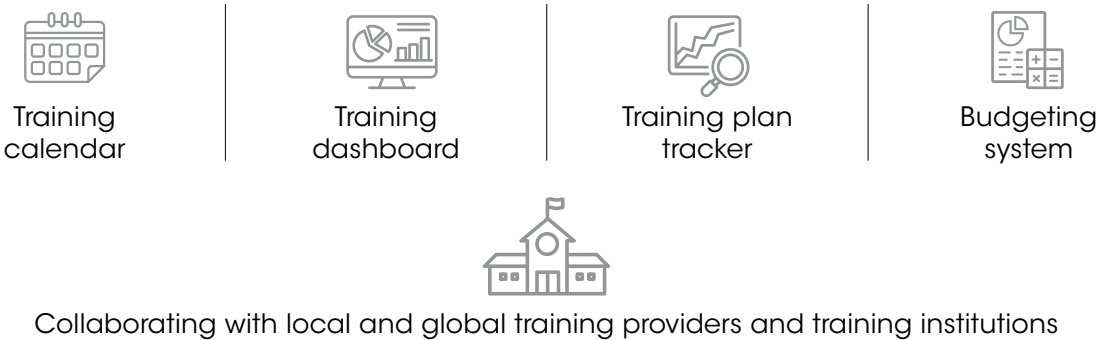 Training
calendar
Training
dashboard
Training plan
tracker
Budgeting
system
Collaborating with local and global training providers and training institutions